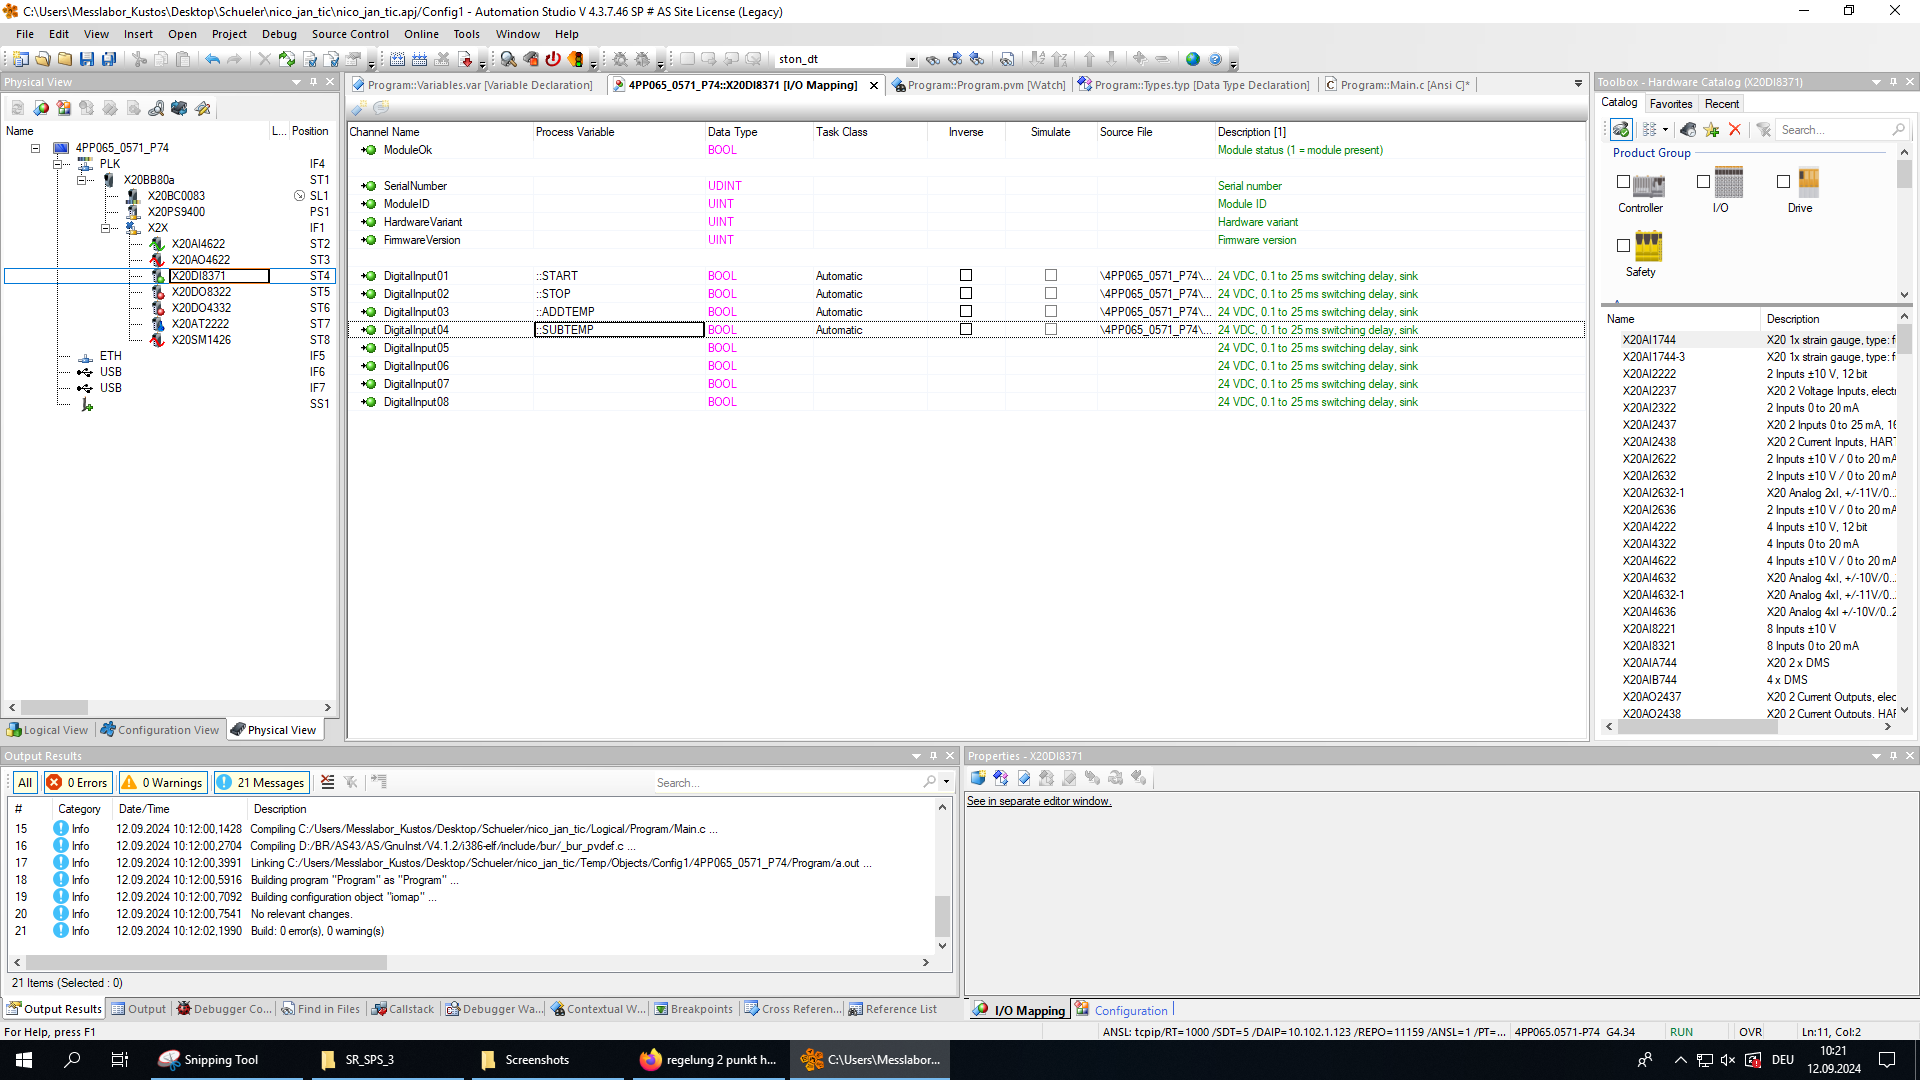 C:\Users\Messlabor_Kustos\Desktop\Schueler\nico_jan_tic\nico_jan_tic.apj/Config1 - Automation Studio V 4.3.7.46 SP # AS Site License (Legacy)
File Edit View Insert Open Project Debug Source Control Online Tools Window Help
ston_dt
Physical View
Name L... Position
4PP065_0571_P74
PLK IF4
X20BB80a ST1
X20BC0083 SL1
X20PS9400 PS1
X2X IF1
X20AI4622 ST2
X20AO4622 ST3
X20DI8371 ST4
X20DO8322 ST5
X20DO4332 ST6
X20AT2222 ST7
X20SM1426 ST8
ETH IF5
USB IF6
USB IF7
SS1
Logical View Configuration View Physical View
Program::Variables.var [Variable Declaration] 4PP065_0571_P74::X20DI8371 [I/O Mapping] Program::Program.pvm [Watch] Program::Types.typ [Data Type Declaration] Program::Main.c [Ansi C]*
Channel Name Process Variable Data Type Task Class Inverse Simulate Source File Description [1]
ModuleOk BOOL Module status (1 = module present)
SerialNumber UDINT Serial number
ModuleID UINT Module ID
HardwareVariant UINT Hardware variant
FirmwareVersion UINT Firmware version
DigitalInput01 ::START BOOL Automatic \4PP065_0571_P74\... 24 VDC, 0.1 to 25 ms switching delay, sink
DigitalInput02 ::STOP BOOL Automatic \4PP065_0571_P74\... 24 VDC, 0.1 to 25 ms switching delay, sink
DigitalInput03 ::ADDTEMP BOOL Automatic \4PP065_0571_P74\... 24 VDC, 0.1 to 25 ms switching delay, sink
DigitalInput04 ::SUBTEMP BOOL Automatic \4PP065_0571_P74\... 24 VDC, 0.1 to 25 ms switching delay, sink
DigitalInput05 BOOL 24 VDC, 0.1 to 25 ms switching delay, sink
DigitalInput06 BOOL 24 VDC, 0.1 to 25 ms switching delay, sink
DigitalInput07 BOOL 24 VDC, 0.1 to 25 ms switching delay, sink
DigitalInput08 BOOL 24 VDC, 0.1 to 25 ms switching delay, sink
Toolbox - Hardware Catalog (X20DI8371)
Catalog Favorites Recent
Search...
Product Group
Controller I/O Drive
Safety
Name Description
X20AI1744 X20 1x strain gauge, type: f
X20AI1744-3 X20 1x strain gauge, type: f
X20AI2222 2 Inputs ±10 V, 12 bit
X20AI2237 X20 2 Voltage Inputs, elect
X20AI2322 2 Inputs 0 to 20 mA
X20AI2437 X20 2 Inputs 0 to 25 mA, 16
X20AI2438 X20 2 Current Inputs, HAR
X20AI2622 2 Inputs ±10 V / 0 to 20 mA
X20AI2632 2 Inputs ±10 V / 0 to 20 mA
X20AI2632-1 X20 Analog 2xI, +/-11V/0..
X20AI2636 2 Inputs ±10 V / 0 to 20 mA
X20AI4222 4 Inputs ±10 V, 12 bit
X20AI4322 4 Inputs 0 to 20 mA
X20AI4622 4 Inputs ±10 V / 0 to 20 mA
X20AI4632 X20 Analog 4xI, +/-10V/0..
X20AI4632-1 X20 Analog 4xI, +/-11V/0..
X20AI4636 X20 Analog 4xI +/-10V/0..2
X20AI8221 8 Inputs ±10 V
X20AI8321 8 Inputs 0 to 20 mA
X20AIA744 X20 2 x DMS
X20AIB744 4 x DMS
X20AO2437 X20 2 Current Outputs, elec
X20AO2438 X20 2 Current Outputs, HAR
Output Results
All 0 Errors 0 Warnings 21 Messages Search...
# Category Date/Time Description
15 Info 12.09.2024 10:12:00,1428 Compiling C:/Users/Messlabor_Kustos/Desktop/Schueler/nico_jan_tic/Logical/Program/Main.c ...
16 Info 12.09.2024 10:12:00,2704 Compiling D:/BR/AS43/AS/GnuInst/V4.1.2/i386-elf/include/bur/_bur_pvdef.c ...
17 Info 12.09.2024 10:12:00,3991 Linking C:/Users/Messlabor_Kustos/Desktop/Schueler/nico_jan_tic/Temp/Objects/Config1/4PP065_0571_P74/Program/a.out ...
18 Info 12.09.2024 10:12:00,5916 Building program "Program" as "Program" ...
19 Info 12.09.2024 10:12:00,7092 Building configuration object "iomap" ...
20 Info 12.09.2024 10:12:00,7541 No relevant changes.
21 Info 12.09.2024 10:12:02,1990 Build: 0 error(s), 0 warning(s)
21 Items (Selected : 0)
Output Results Output Debugger Co... Find in Files Callstack Debugger Wa... Contextual W... Breakpoints Cross Referen... Reference List
Properties - X20DI8371
See in separate editor window.
I/O Mapping Configuration
For Help, press F1 ANSL: tcpip/RT=1000 /SDT=5 /DAIP=10.102.1.123 /REPO=11159 /ANSL=1 /PT=... 4PP065.0571-P74 G4.34 RUN OVR Ln:11, Col:2
Snipping Tool SR_SPS_3 Screenshots regelung 2 punkt h... C:\Users\Messlabor... DEU 10:21
12.09.2024